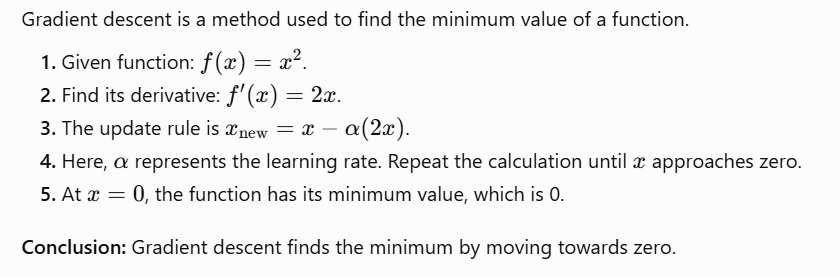 Gradient descent is a method used to find the minimum value of a function.
1. Given function: f(x) = x².
2. Find its derivative: f′(x) = 2x.
3. The update rule is x_new = x − α(2x).
4. Here, α represents the learning rate. Repeat the calculation until x approaches zero.
5. At x = 0, the function has its minimum value, which is 0.
Conclusion: Gradient descent finds the minimum by moving towards zero.